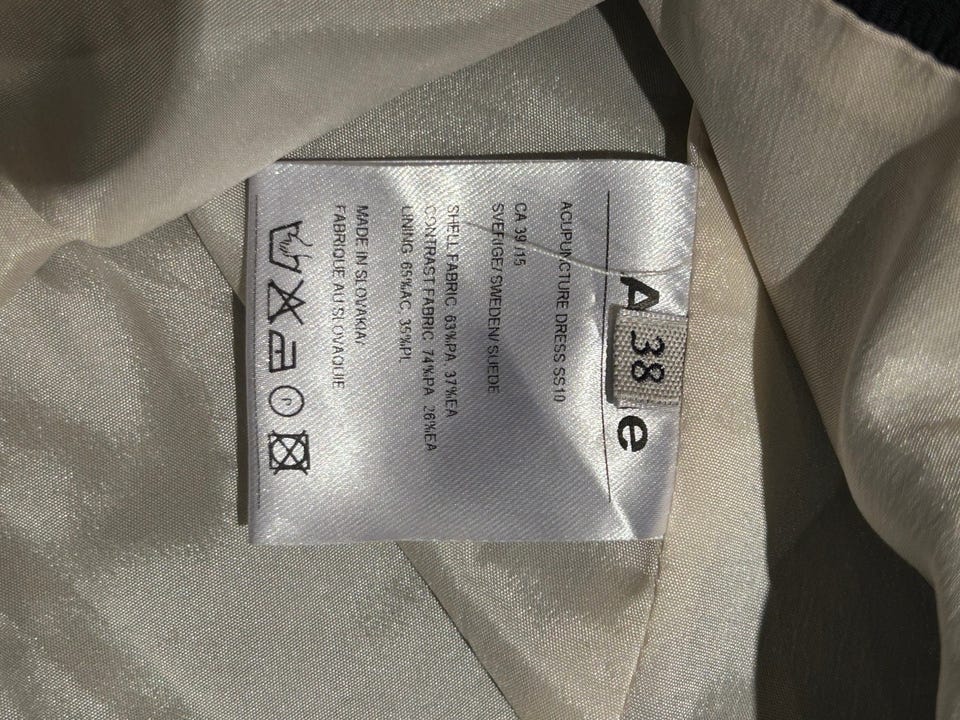 A
38
e
ACUPUNCTURE DRESS SS10
CA 39 /15
SVERIGE/ SWEDEN/ SUEDE
SHELL FABRIC 63%PA 37%EA
CONTRAST FABRIC 74%PA 26%EA
LINING 65%AC 35%PL
MADE IN SLOVAKIA/
FABRIQUE AU SLOVAQUIE